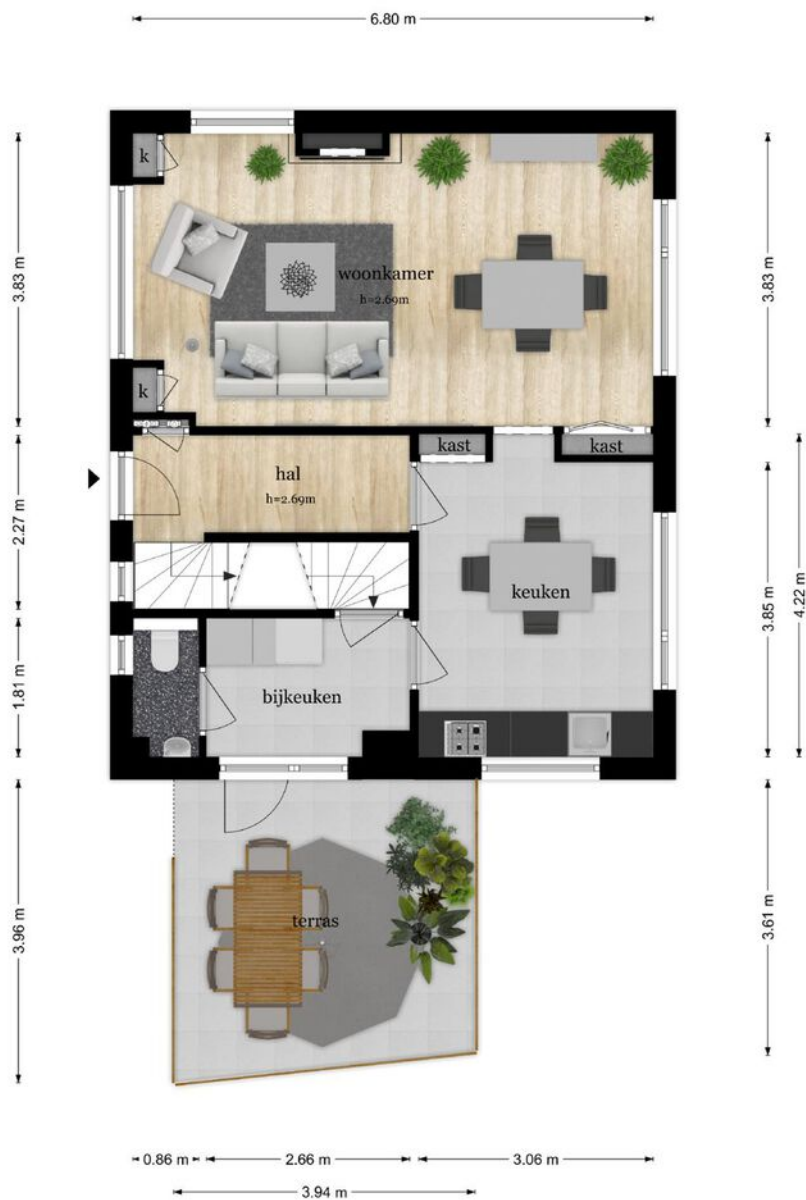 6.80 m
k
3.83 m
3.83 m
woonkamer
h=2.69m
k
kast
kast
hal
h=2.69m
2.27 m
keuken
3.85 m
4.22 m
1.81 m
bijkeuken
terras
3.96 m
3.61 m
0.86 m
2.66 m
3.06 m
3.94 m